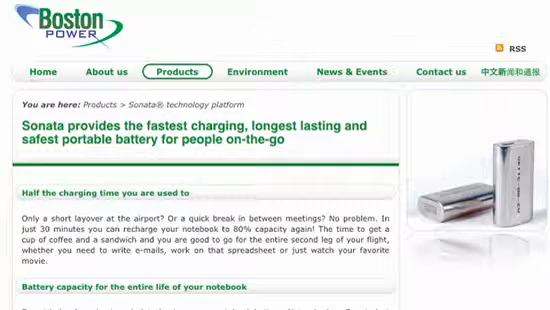 Boston
POWER
RSS
Home About us Products Environment News & Events Contact us 中文新闻和通报
You are here: Products > Sonata® technology platform
Sonata provides the fastest charging, longest lasting and
safest portable battery for people on-the-go
Half the charging time you are used to
Only a short layover at the airport? Or a quick break in between meetings? No problem. In
just 30 minutes you can recharge your notebook to 80% capacity again! The time to get a
cup of coffee and a sandwich and you are good to go for the entire second leg of your flight,
whether you need to write e-mails, work on that spreadsheet or just watch your favorite
movie.
Battery capacity for the entire life of your notebook